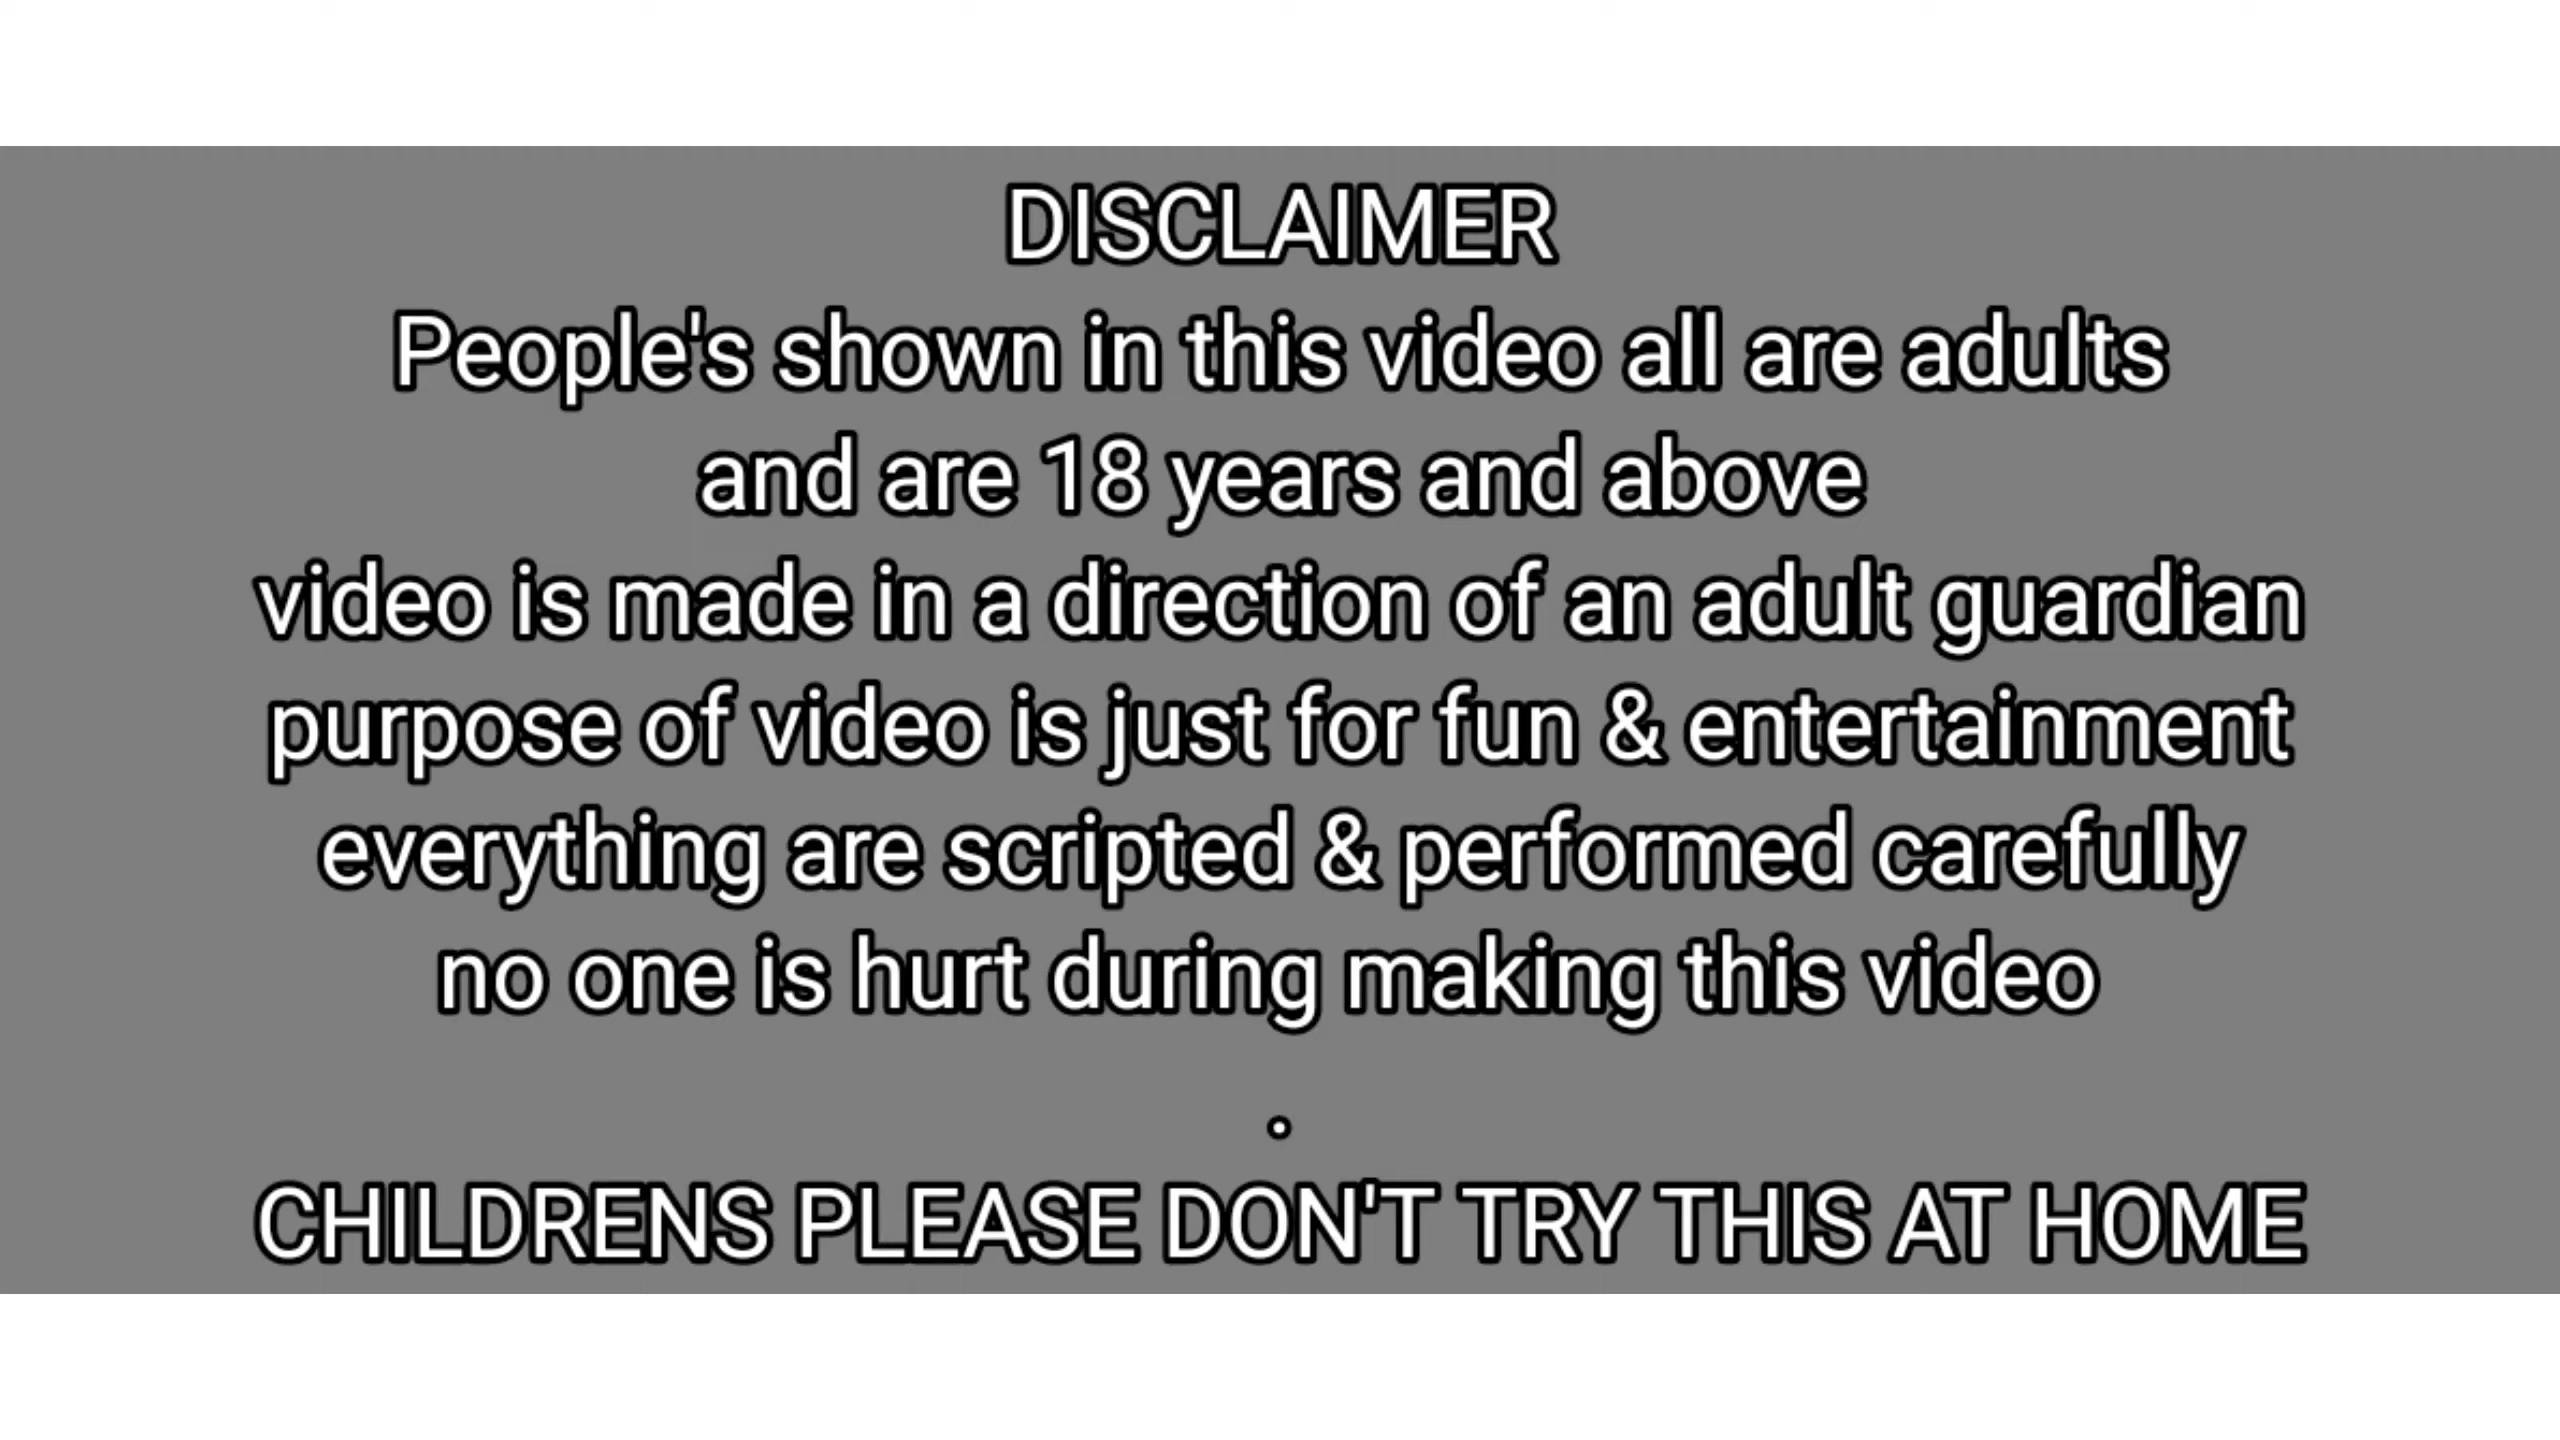 DISCLAIMER
People's shown in this video all are adults
and are 18 years and above
video is made in a direction of an adult guardian
purpose of video is just for fun & entertainment
everything are scripted & performed carefully
no one is hurt during making this video
.
CHILDRENS PLEASE DON'T TRY THIS AT HOME